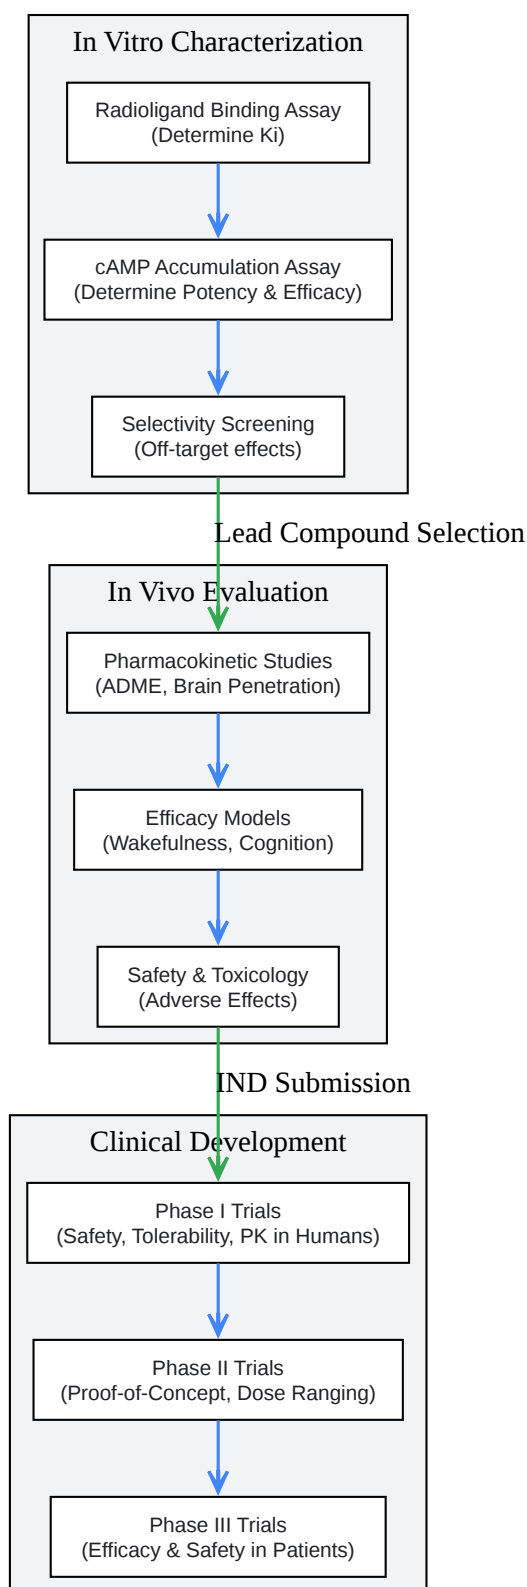 In Vitro Characterization
Radioligand Binding Assay
(Determine Ki)
cAMP Accumulation Assay
(Determine Potency & Efficacy)
Selectivity Screening
(Off-target effects)
Lead Compound Selection
In Vivo Evaluation
Pharmacokinetic Studies
(ADME, Brain Penetration)
Efficacy Models
(Wakefulness, Cognition)
Safety & Toxicology
(Adverse Effects)
IND Submission
Clinical Development
Phase I Trials
(Safety, Tolerability, PK in Humans)
Phase II Trials
(Proof-of-Concept, Dose Ranging)
Phase III Trials
(Efficacy & Safety in Patients)